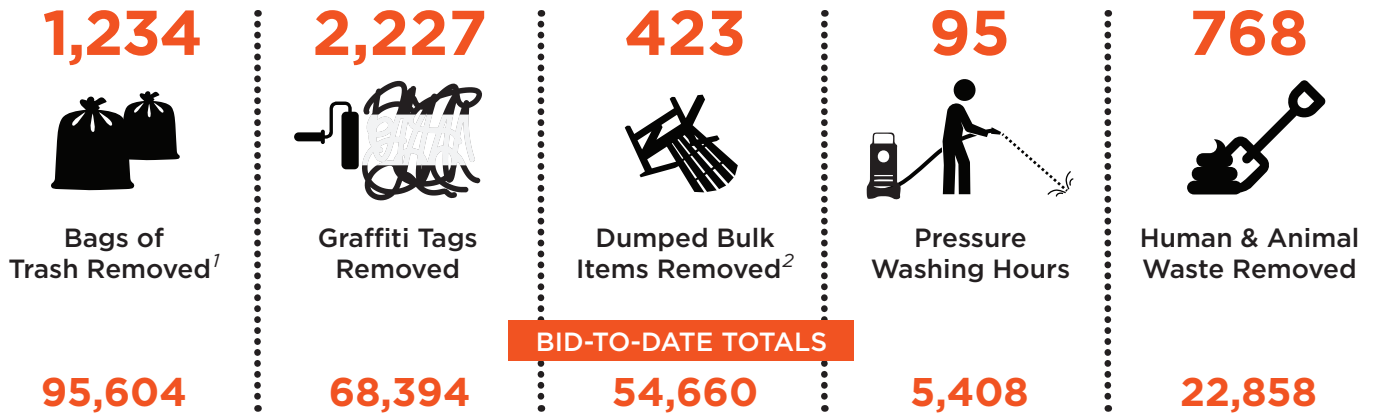 1,234
2,227
423
95
768
Bags of
Trash Removed1
Graffiti Tags
Removed
Dumped Bulk
Items Removed2
Pressure
Washing Hours
Human & Animal
Waste Removed
BID-TO-DATE TOTALS
95,604
68,394
54,660
5,408
22,858